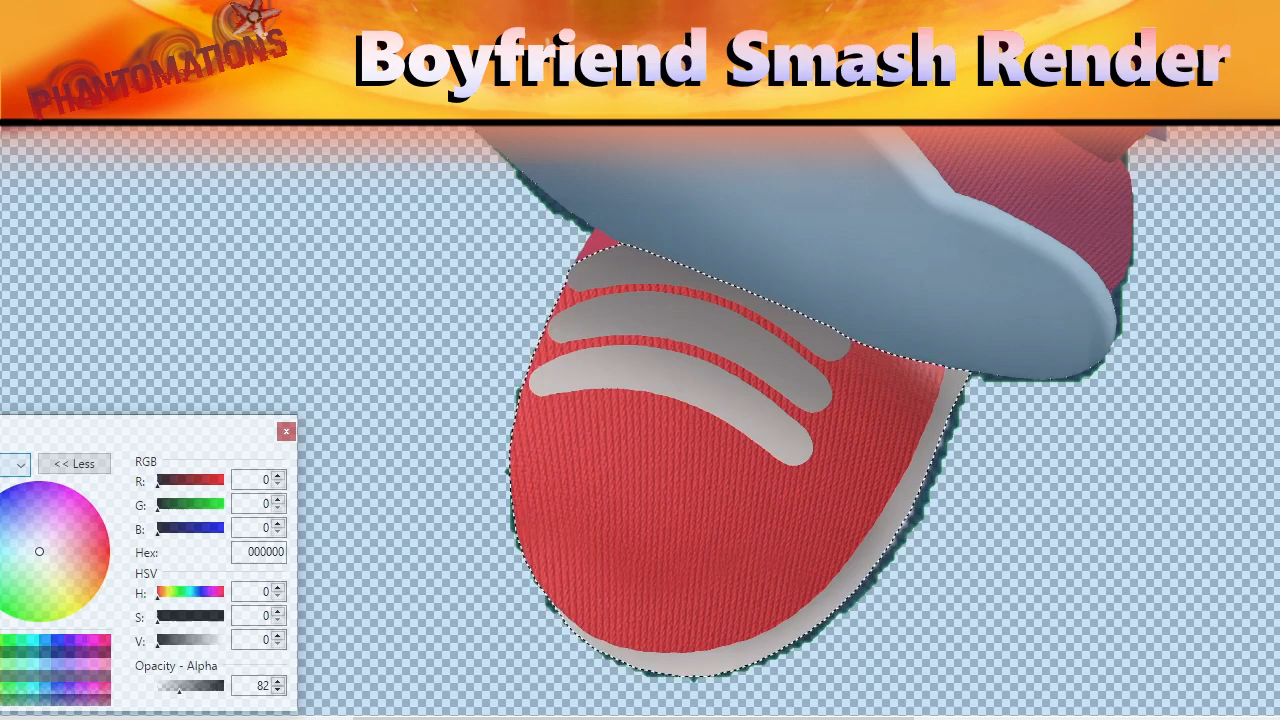 PHANTOMATIONS
Boyfriend Smash Render
x
<< Less
RGB
R: 0
G: 0
B: 0
Hex: 000000
HSV
H: 0
S: 0
V: 0
Opacity - Alpha
82